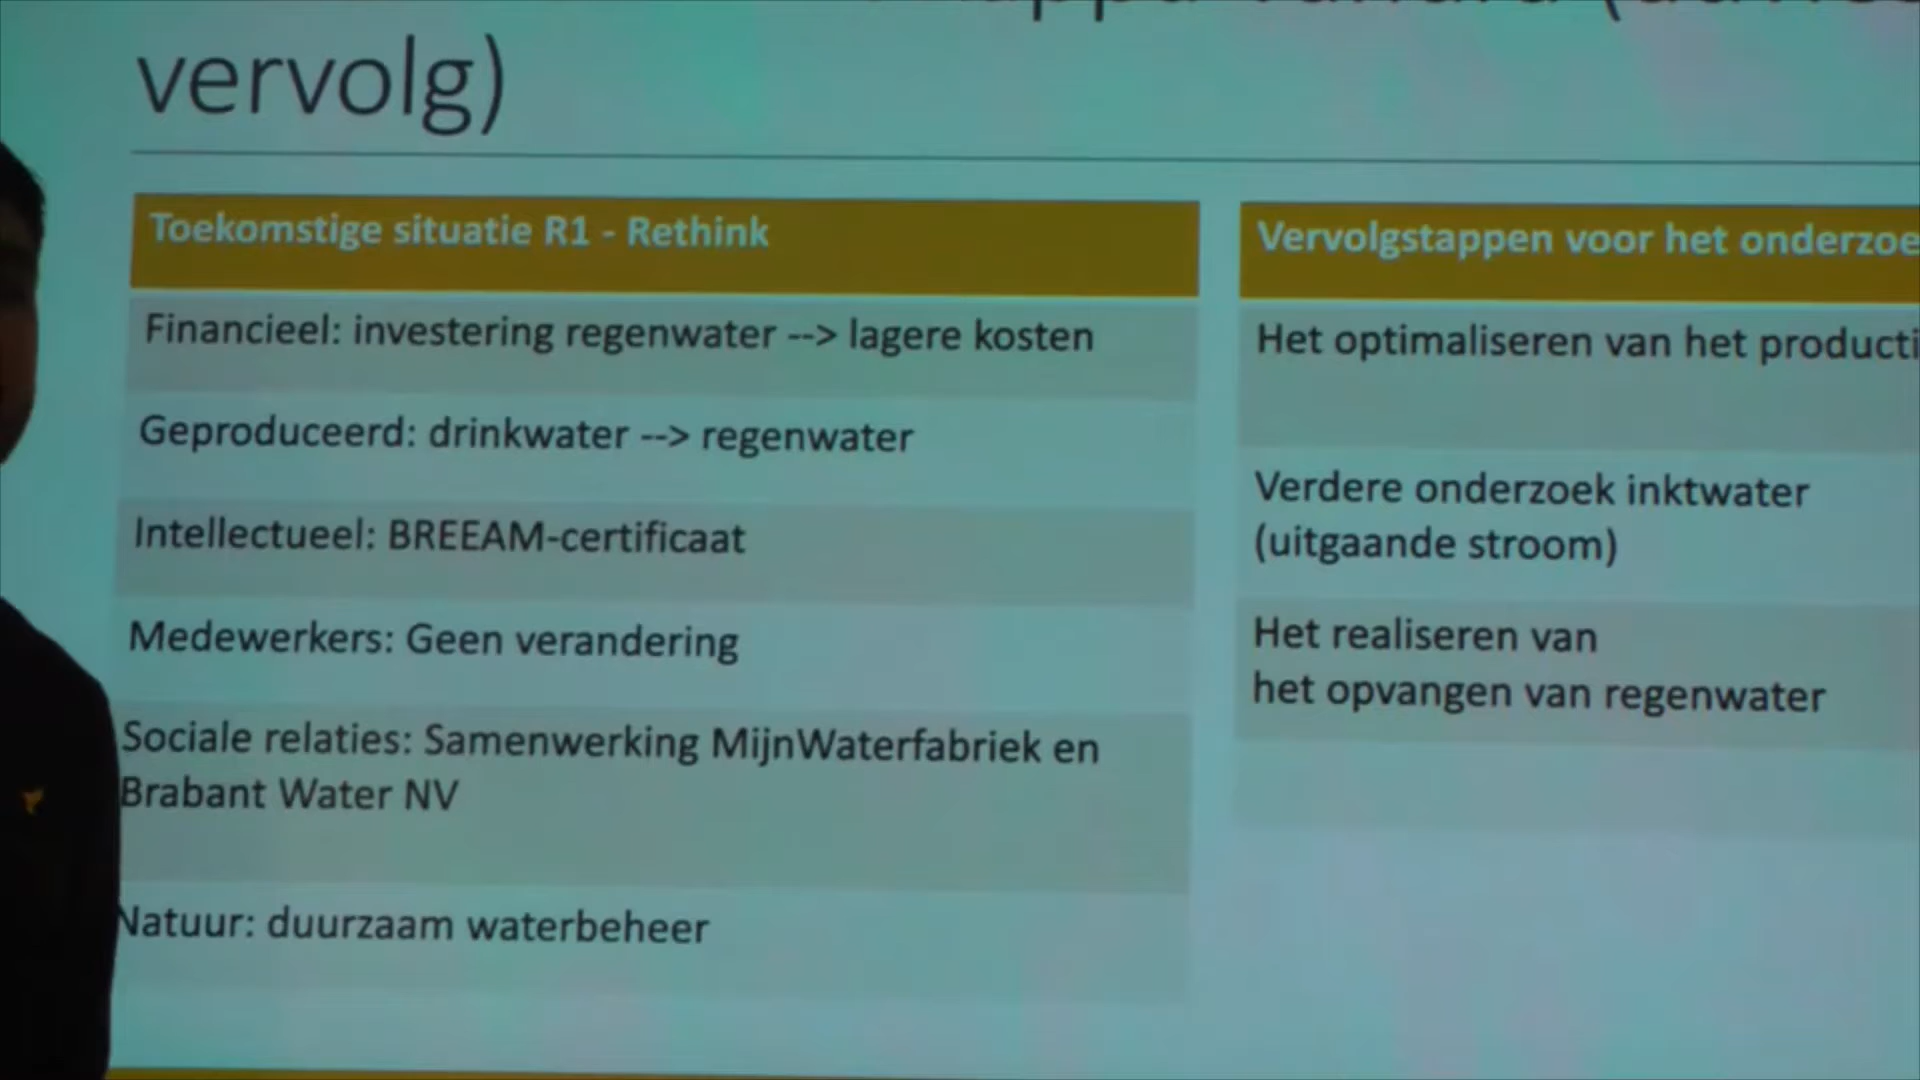 vervolg)
Toekomstige situatie R1 - Rethink
Financieel: investering regenwater --> lagere kosten
Geproduceerd: drinkwater --> regenwater
Intellectueel: BREEAM-certificaat
Medewerkers: Geen verandering
Sociale relaties: Samenwerking MijnWaterfabriek en
Brabant Water NV
Natuur: duurzaam waterbeheer
Vervolgstappen voor het onderzoe
Het optimaliseren van het producti
Verdere onderzoek inktwater
(uitgaande stroom)
Het realiseren van
het opvangen van regenwater